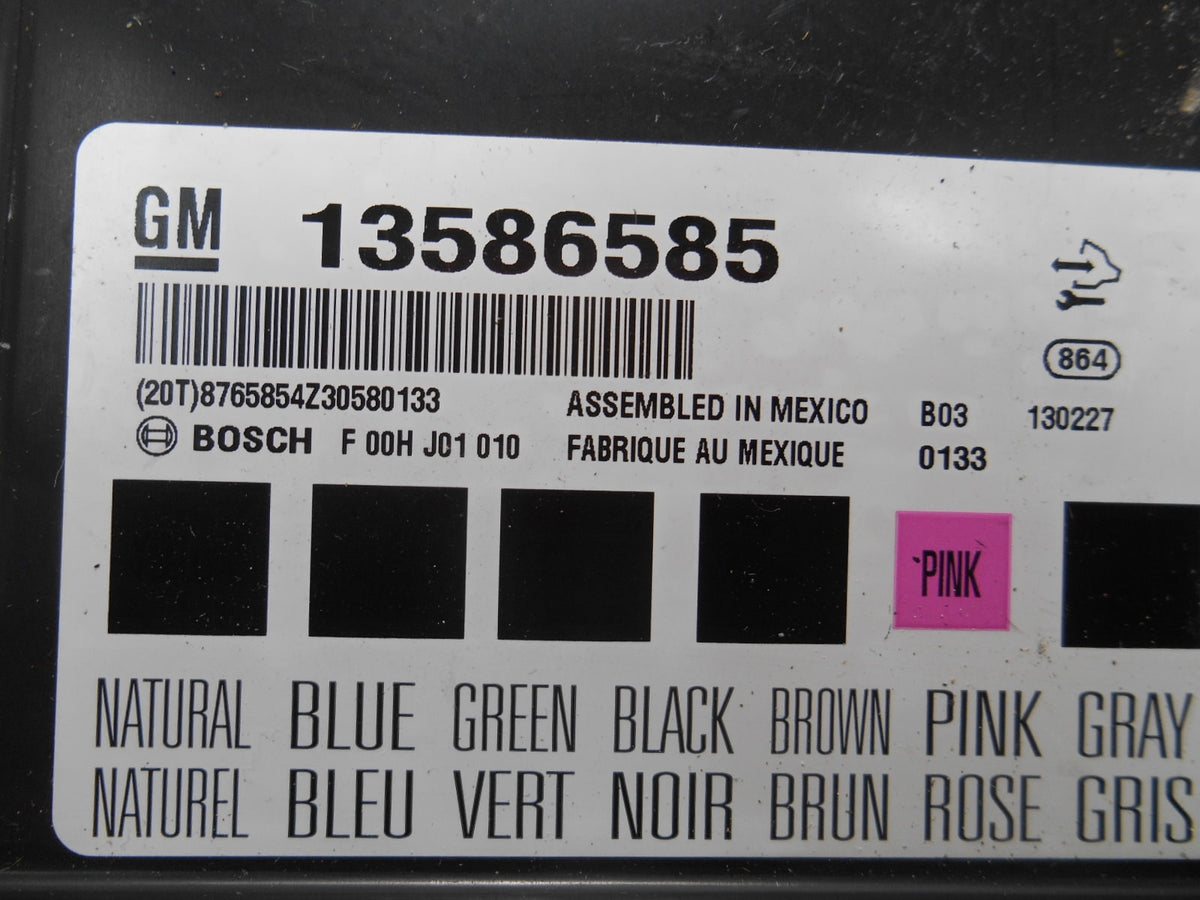 GM 13586585
864
(20T)8765854Z30580133 ASSEMBLED IN MEXICO B03 130227
BOSCH F 00H J01 010 FABRIQUE AU MEXIQUE 0133
PINK
NATURAL BLUE GREEN BLACK BROWN PINK GRAY
NATUREL BLEU VERT NOIR BRUN ROSE GRIS